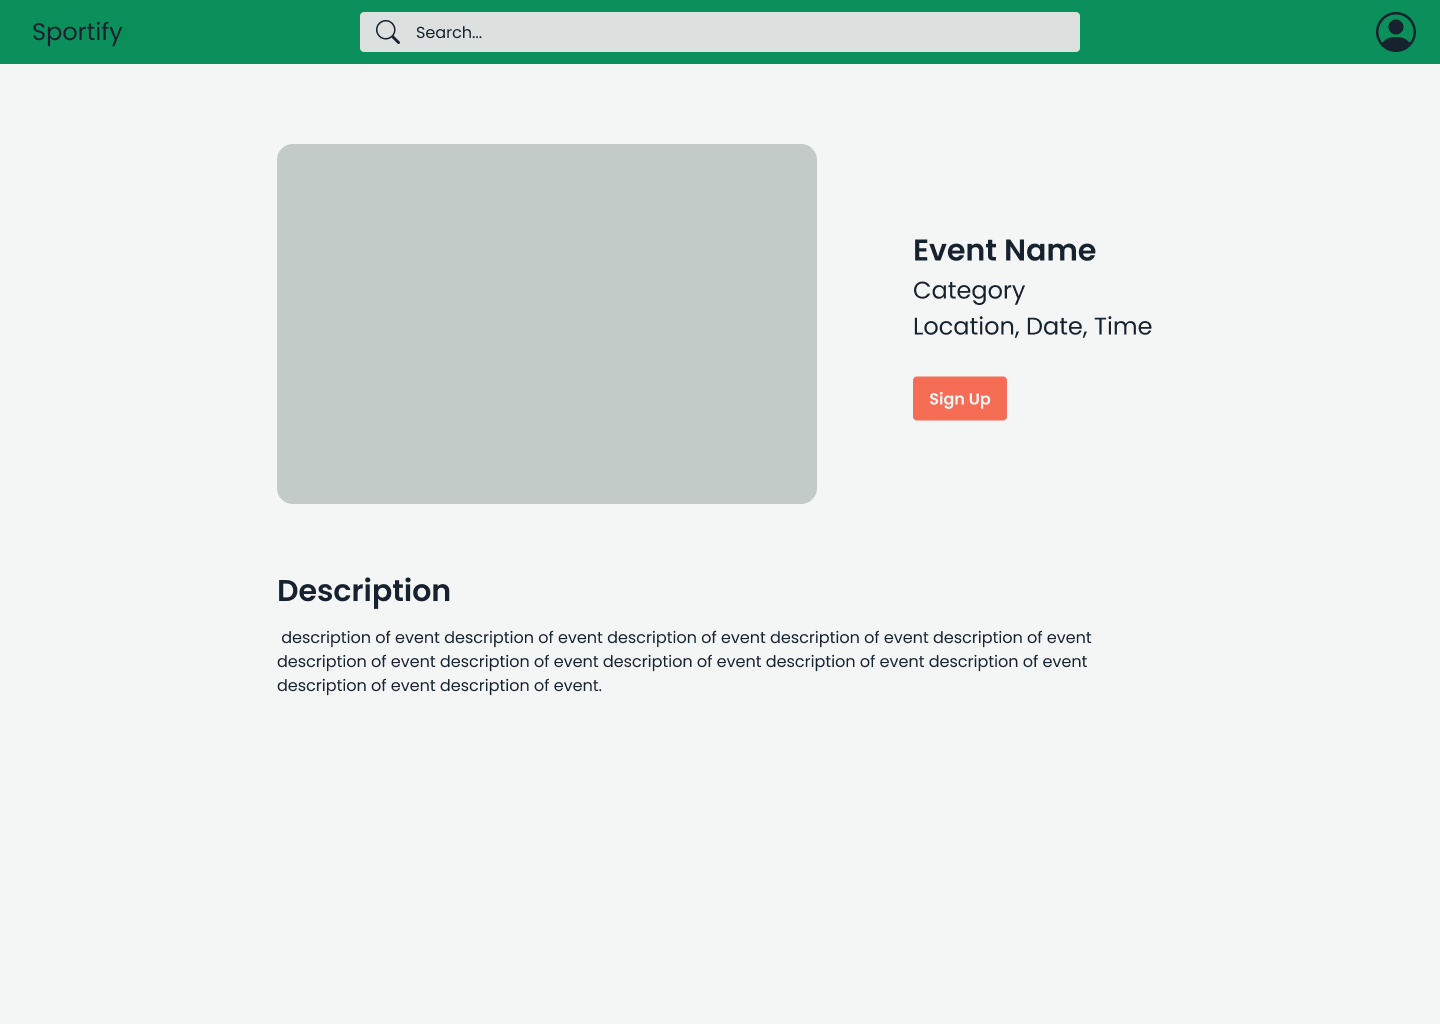 Sportify
Search...
Event Name
Category
Location, Date, Time
Sign Up
Description
description of event description of event description of event description of event description of event
description of event description of event description of event description of event description of event
description of event description of event.